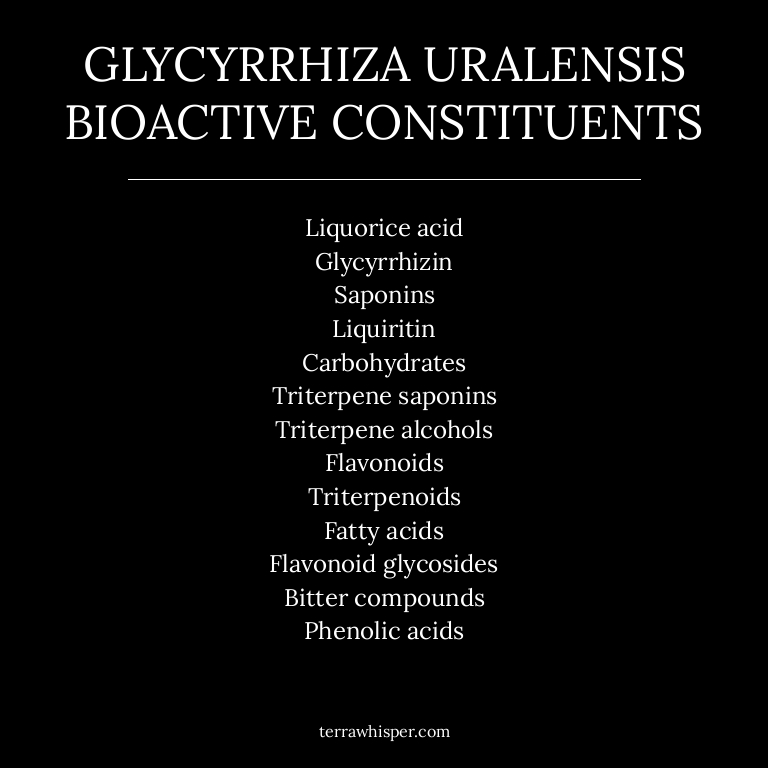 GLYCYRRHIZA URALENSIS
BIOACTIVE CONSTITUENTS
Liquorice acid
Glycyrrhizin
Saponins
Liquiritin
Carbohydrates
Triterpene saponins
Triterpene alcohols
Flavonoids
Triterpenoids
Fatty acids
Flavonoid glycosides
Bitter compounds
Phenolic acids
terrawhisper.com